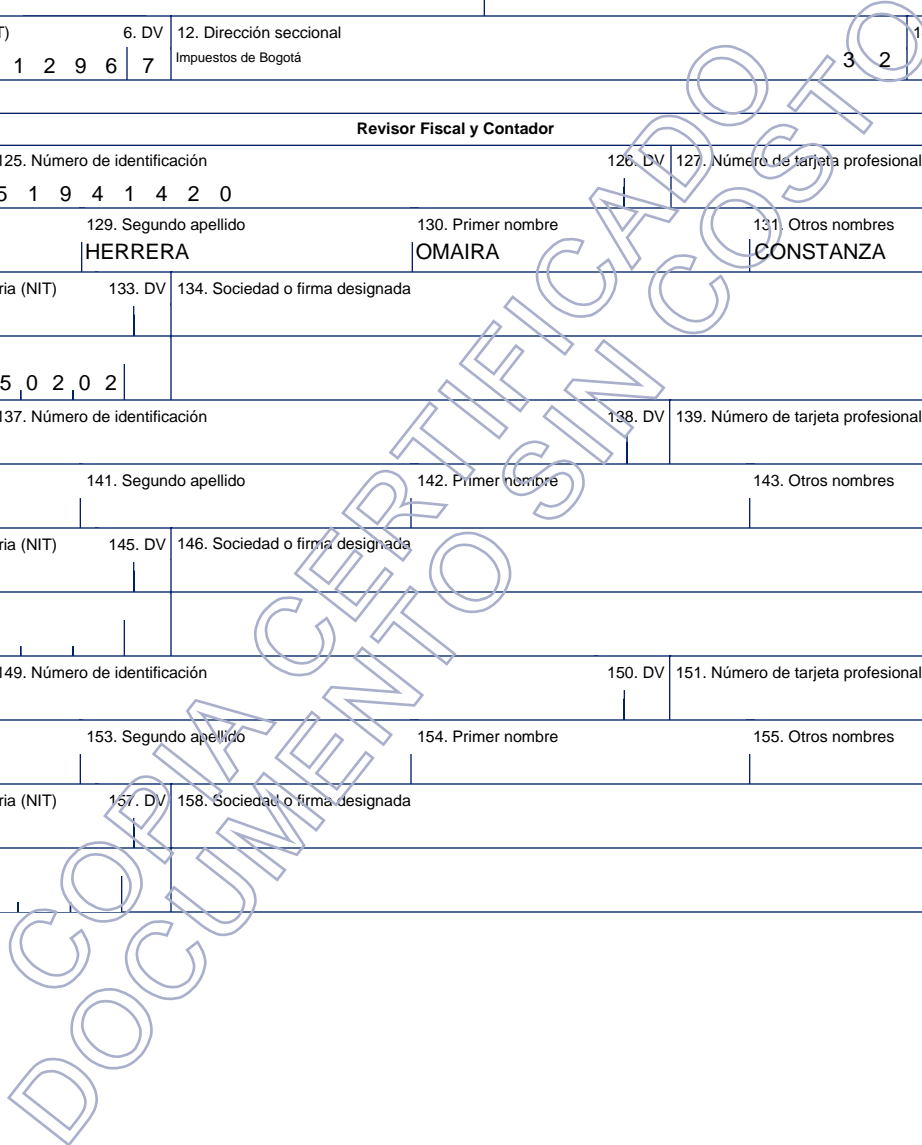 T) 6. DV 12. Dirección seccional 1
1 2 9 6 7 Impuestos de Bogotá 3 2
Revisor Fiscal y Contador
125. Número de identificación 126. DV 127. Número de tarjeta profesional
5 1 9 4 1 4 2 0
129. Segundo apellido 130. Primer nombre 131. Otros nombres
HERRERA OMAIRA CONSTANZA
ria (NIT) 133. DV 134. Sociedad o firma designada
5 0 2 0 2
137. Número de identificación 138. DV 139. Número de tarjeta profesional
141. Segundo apellido 142. Primer nombre 143. Otros nombres
ria (NIT) 145. DV 146. Sociedad o firma designada
149. Número de identificación 150. DV 151. Número de tarjeta profesional
153. Segundo apellido 154. Primer nombre 155. Otros nombres
ria (NIT) 157. DV 158. Sociedad o firma designada
COPIA CERTIFICADO
DOCUMENTO SIN COSTO